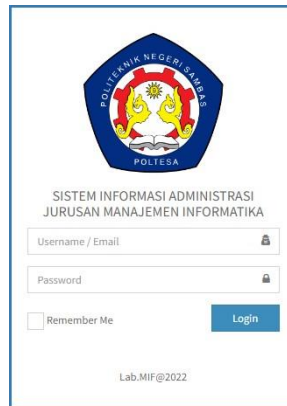 POLITEKNIK NEGERI SAMBAS
POLTESA
SISTEM INFORMASI ADMINISTRASI
JURUSAN MANAJEMEN INFORMATIKA
Username / Email
Password
Remember Me
Login
Lab.MIF@2022